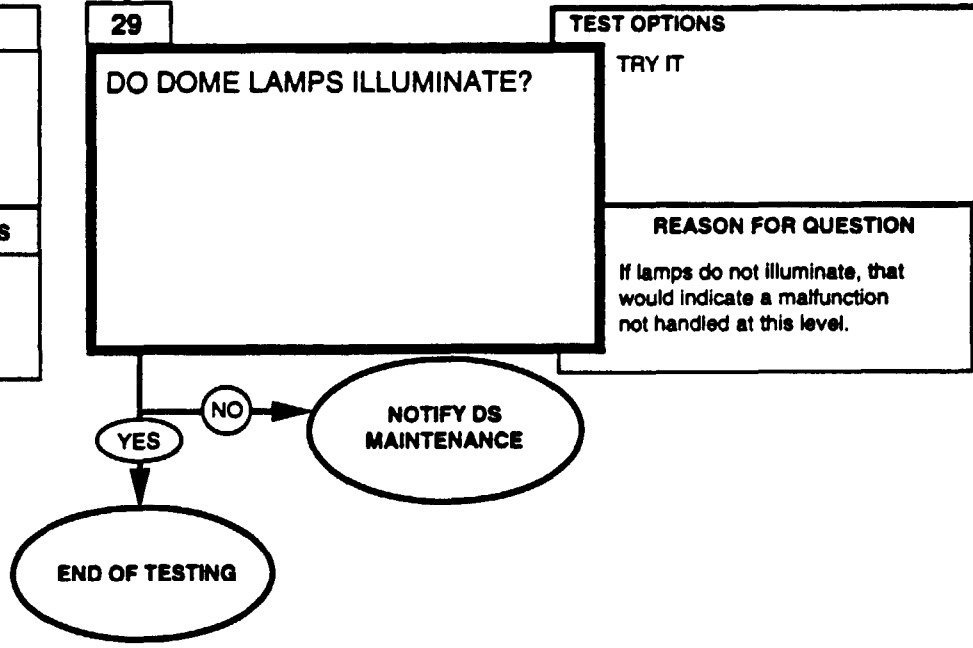 29
DO DOME LAMPS ILLUMINATE?
TEST OPTIONS
TRY IT
S
REASON FOR QUESTION
If lamps do not illuminate, that
would indicate a malfunction
not handled at this level.
NO
YES
NOTIFY DS
MAINTENANCE
END OF TESTING